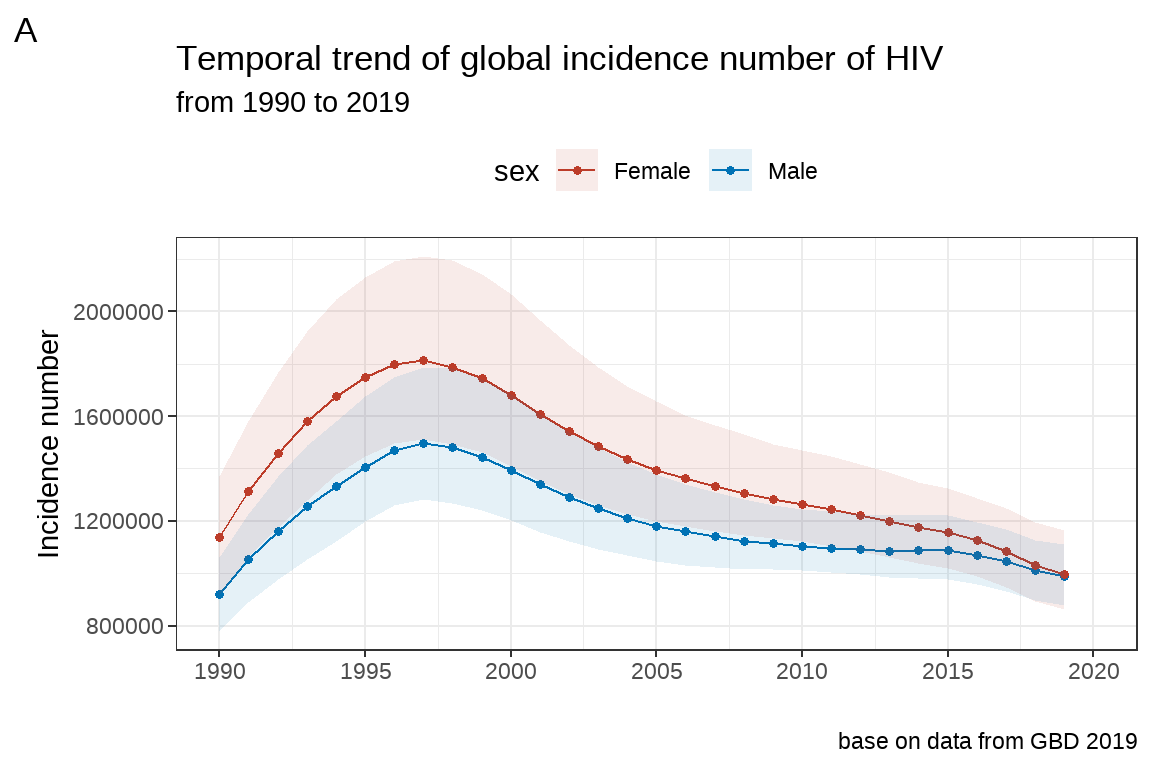 A
Temporal trend of global incidence number of HIV
from 1990 to 2019
sex Female Male
Incidence number
2000000
1600000
1200000
800000
1990 1995 2000 2005 2010 2015 2020
base on data from GBD 2019